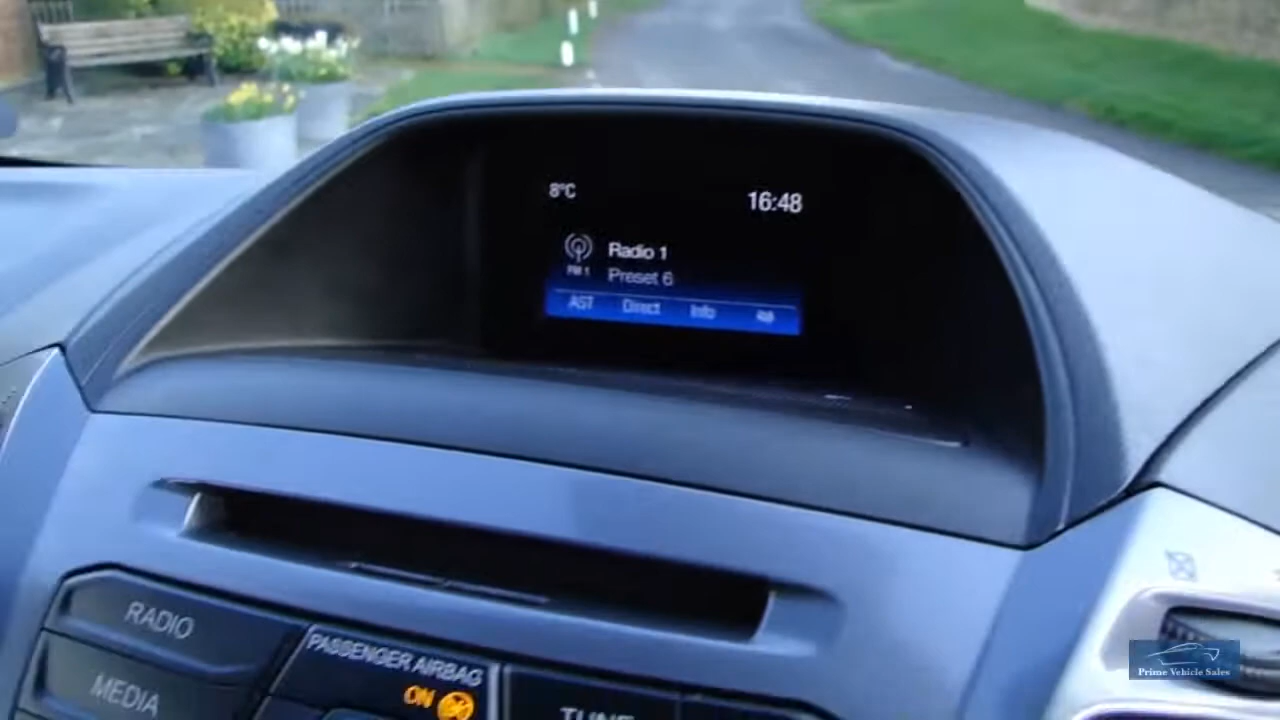 8°C
16:48
Radio 1
FM 1
Preset 6
AST Direct Info
RADIO
MEDIA
PASSENGER AIRBAG
ON
TUNE
Prime Vehicle Sales